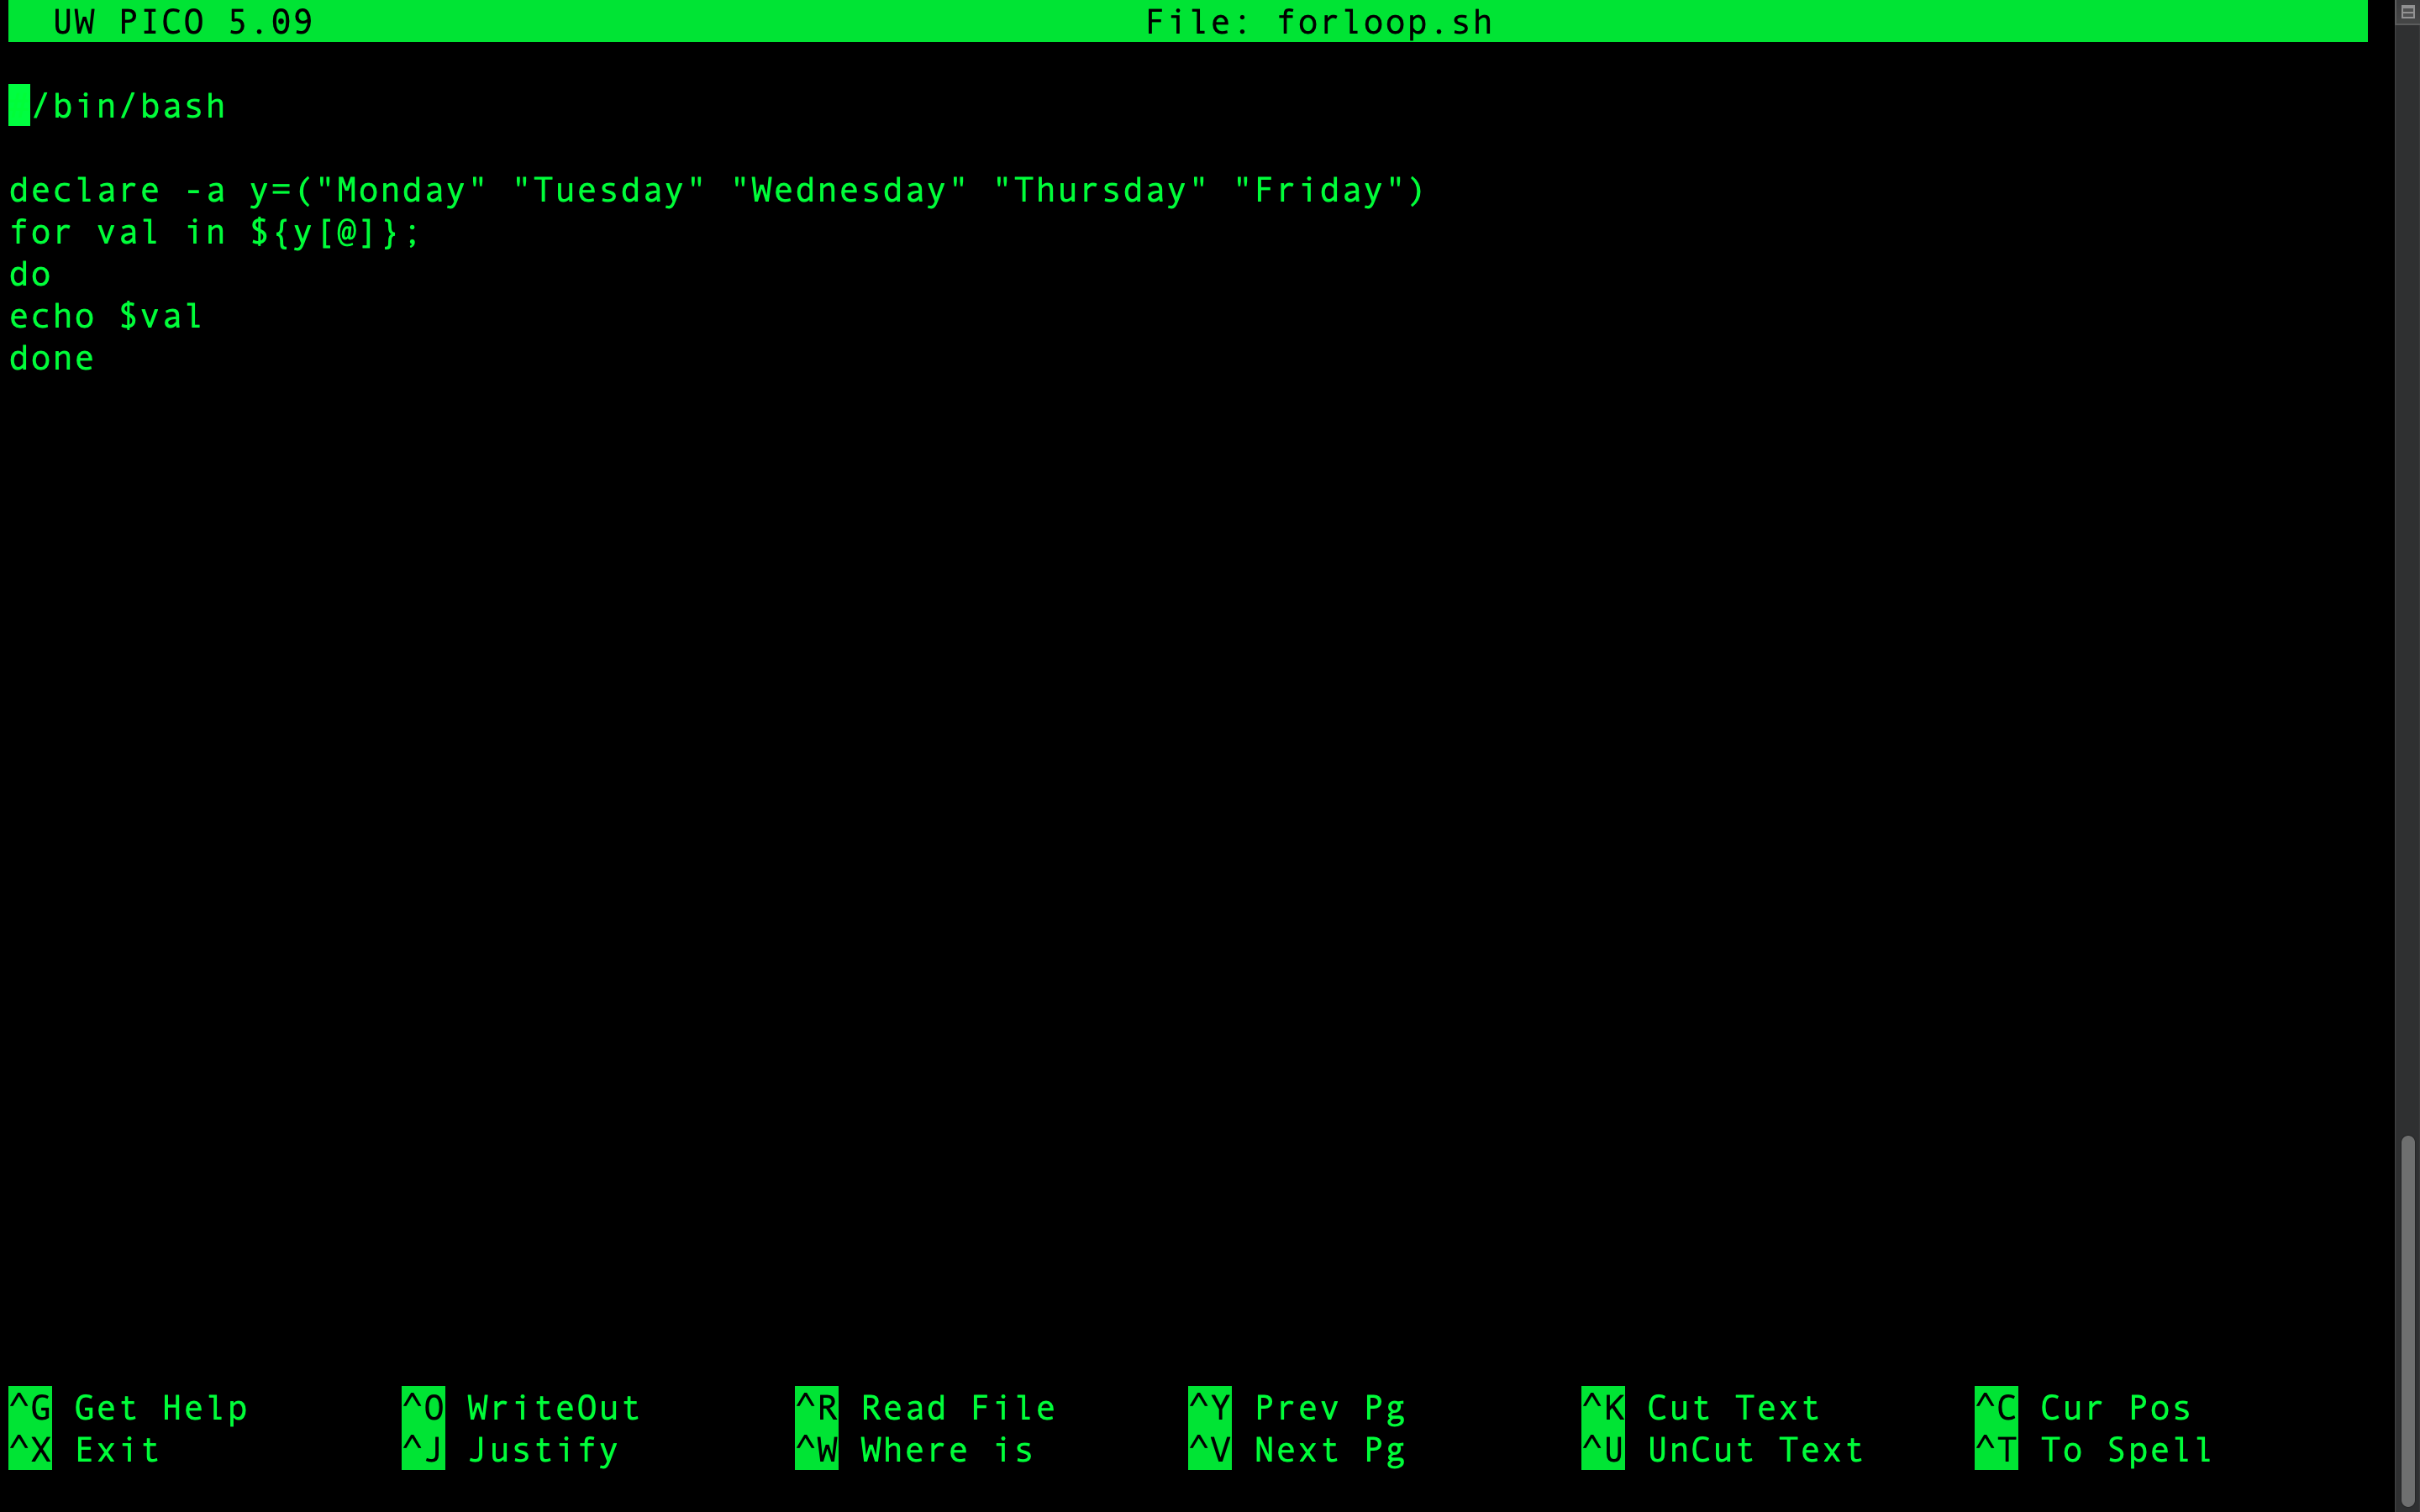 UW PICO 5.09 File: forloop.sh
/bin/bash
declare -a y=("Monday" "Tuesday" "Wednesday" "Thursday" "Friday")
for val in ${y[@]};
do
echo $val
done
^G Get Help ^O WriteOut ^R Read File ^Y Prev Pg ^K Cut Text ^C Cur Pos
^X Exit ^J Justify ^W Where is ^V Next Pg ^U UnCut Text ^T To Spell